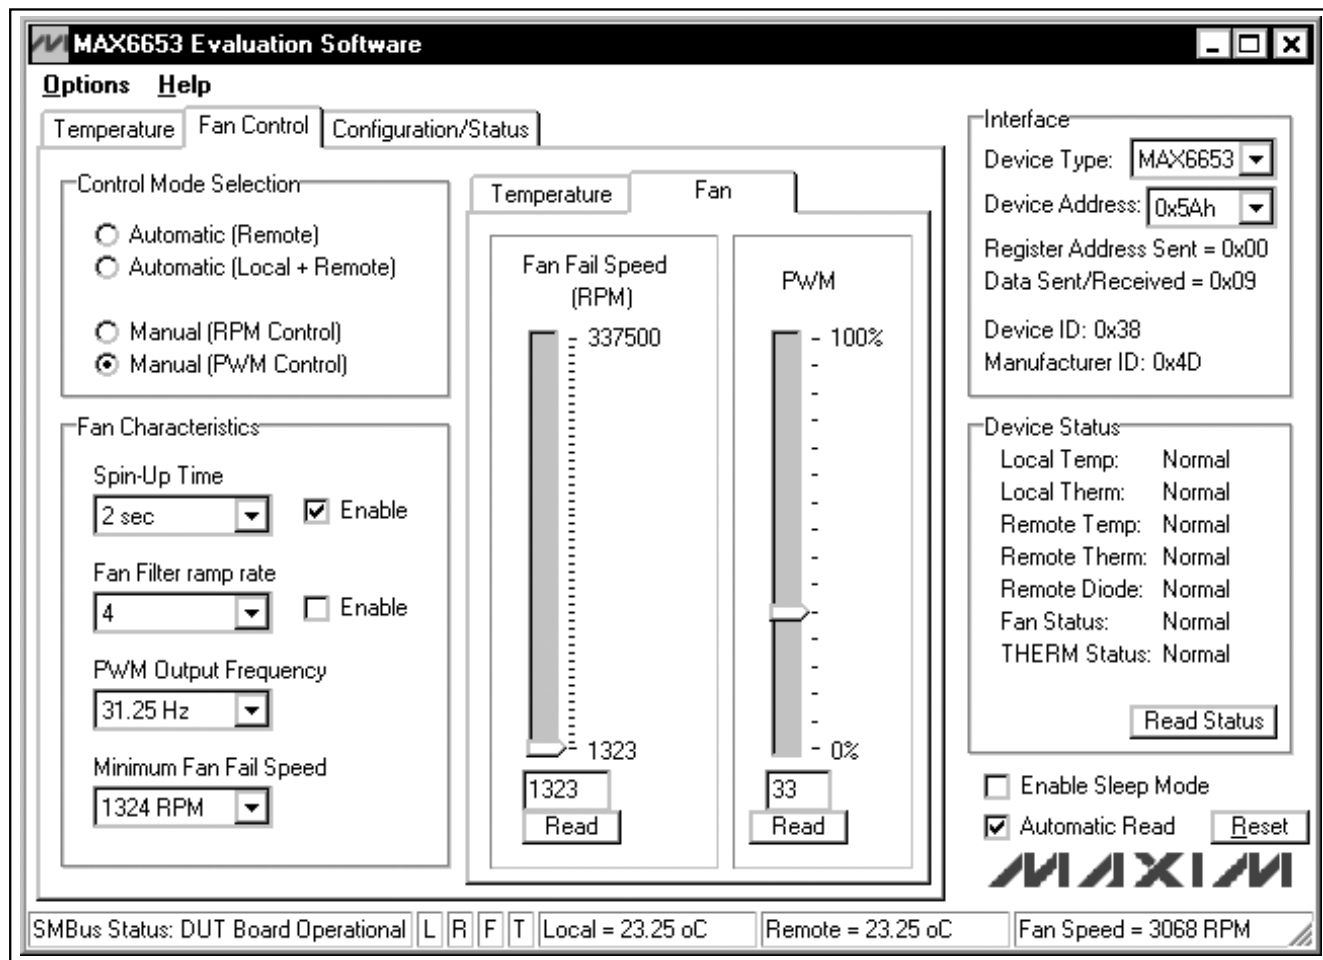 MAX6653 Evaluation Software
Options Help
Temperature Fan Control Configuration/Status
Control Mode Selection
Automatic (Remote)
Automatic (Local + Remote)
Manual (RPM Control)
Manual (PWM Control)
Fan Characteristics
Spin-Up Time
2 sec Enable
Fan Filter ramp rate
4 Enable
PWM Output Frequency
31.25 Hz
Minimum Fan Fail Speed
1324 RPM
Temperature Fan
Fan Fail Speed
(RPM)
337500
1323
1323
Read
PWM
100%
0%
33
Read
Interface
Device Type: MAX6653
Device Address: 0x5Ah
Register Address Sent = 0x00
Data Sent/Received = 0x09
Device ID: 0x38
Manufacturer ID: 0x4D
Device Status
Local Temp: Normal
Local Therm: Normal
Remote Temp: Normal
Remote Therm: Normal
Remote Diode: Normal
Fan Status: Normal
THERM Status: Normal
Read Status
Enable Sleep Mode
Automatic Read Reset
MAXIM
SMBus Status: DUT Board Operational L R F T Local = 23.25 oC Remote = 23.25 oC Fan Speed = 3068 RPM